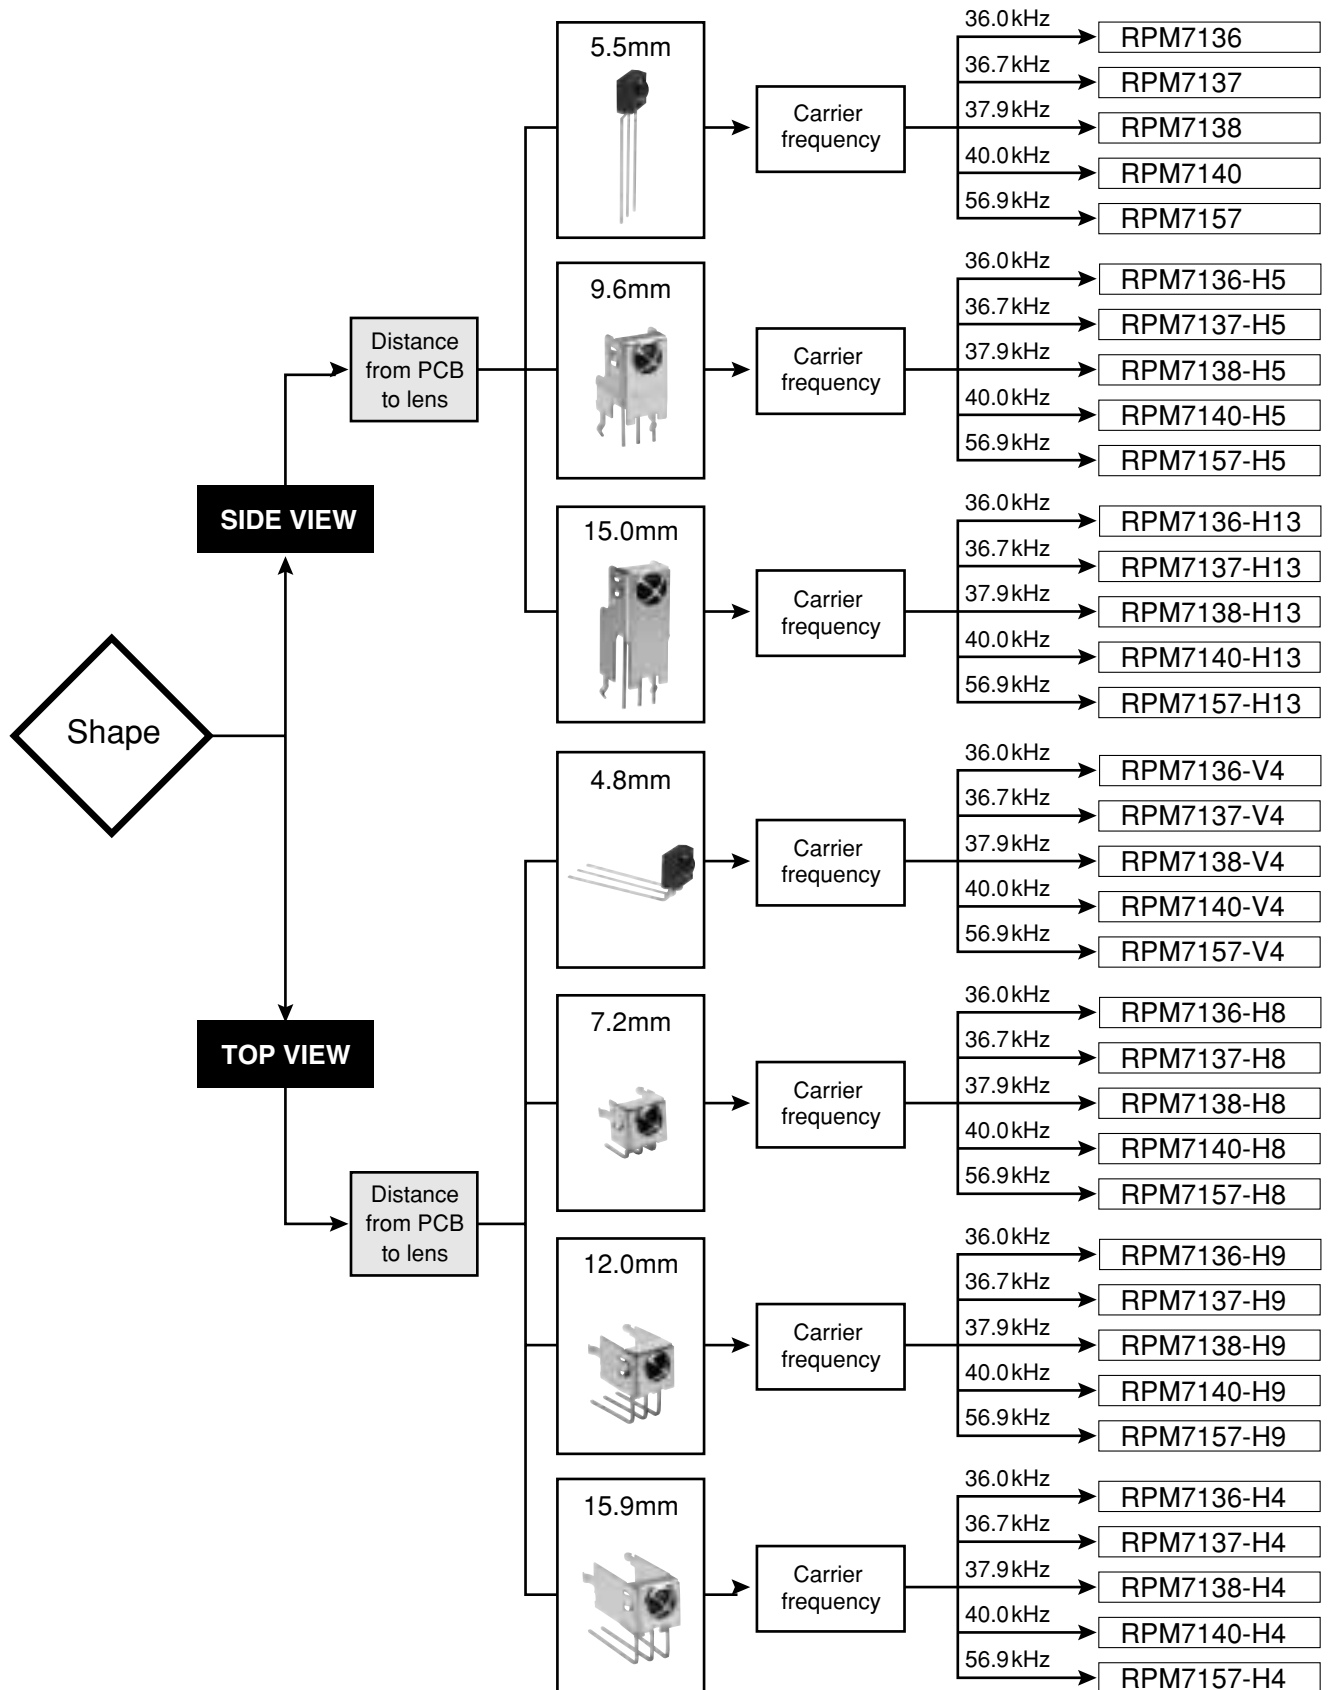 Shape
SIDE VIEW
Distance
from PCB
to lens
5.5mm
Carrier
frequency
36.0kHz
RPM7136
36.7kHz
RPM7137
37.9kHz
RPM7138
40.0kHz
RPM7140
56.9kHz
RPM7157
9.6mm
Carrier
frequency
36.0kHz
RPM7136-H5
36.7kHz
RPM7137-H5
37.9kHz
RPM7138-H5
40.0kHz
RPM7140-H5
56.9kHz
RPM7157-H5
15.0mm
Carrier
frequency
36.0kHz
RPM7136-H13
36.7kHz
RPM7137-H13
37.9kHz
RPM7138-H13
40.0kHz
RPM7140-H13
56.9kHz
RPM7157-H13
TOP VIEW
Distance
from PCB
to lens
4.8mm
Carrier
frequency
36.0kHz
RPM7136-V4
36.7kHz
RPM7137-V4
37.9kHz
RPM7138-V4
40.0kHz
RPM7140-V4
56.9kHz
RPM7157-V4
7.2mm
Carrier
frequency
36.0kHz
RPM7136-H8
36.7kHz
RPM7137-H8
37.9kHz
RPM7138-H8
40.0kHz
RPM7140-H8
56.9kHz
RPM7157-H8
12.0mm
Carrier
frequency
36.0kHz
RPM7136-H9
36.7kHz
RPM7137-H9
37.9kHz
RPM7138-H9
40.0kHz
RPM7140-H9
56.9kHz
RPM7157-H9
15.9mm
Carrier
frequency
36.0kHz
RPM7136-H4
36.7kHz
RPM7137-H4
37.9kHz
RPM7138-H4
40.0kHz
RPM7140-H4
56.9kHz
RPM7157-H4